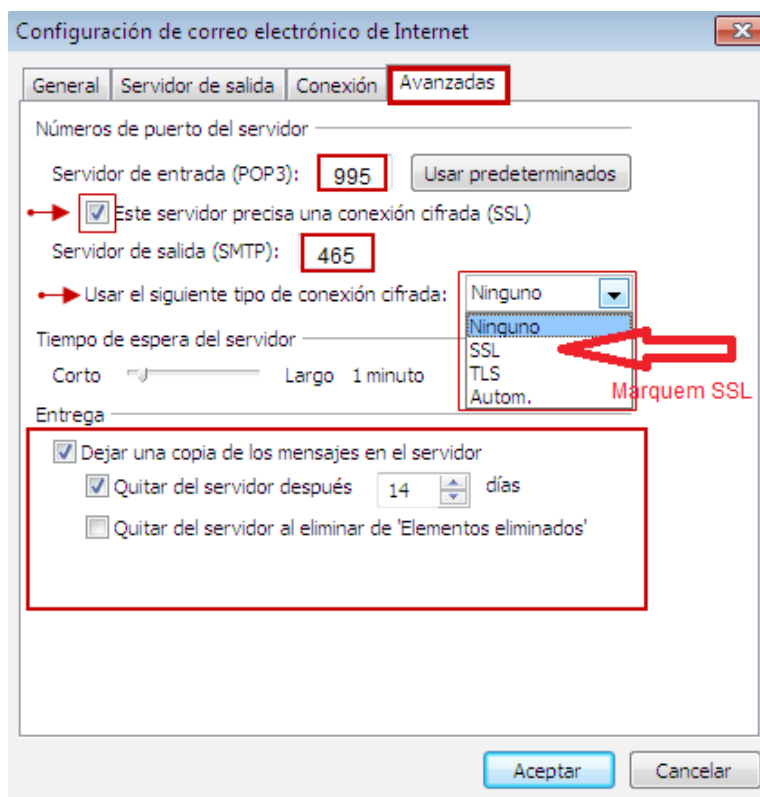 Configuración de correo electrónico de Internet
General Servidor de salida Conexión Avanzadas
Números de puerto del servidor
Servidor de entrada (POP3): 995 Usar predeterminados
Este servidor precisa una conexión cifrada (SSL)
Servidor de salida (SMTP): 465
Usar el siguiente tipo de conexión cifrada: Ninguno
Ninguno
SSL
TLS
Autom.
Marquem SSL
Tiempo de espera del servidor
Corto Largo 1 minuto
Entrega
Dejar una copia de los mensajes en el servidor
Quitar del servidor después 14 días
Quitar del servidor al eliminar de 'Elementos eliminados'
Aceptar Cancelar